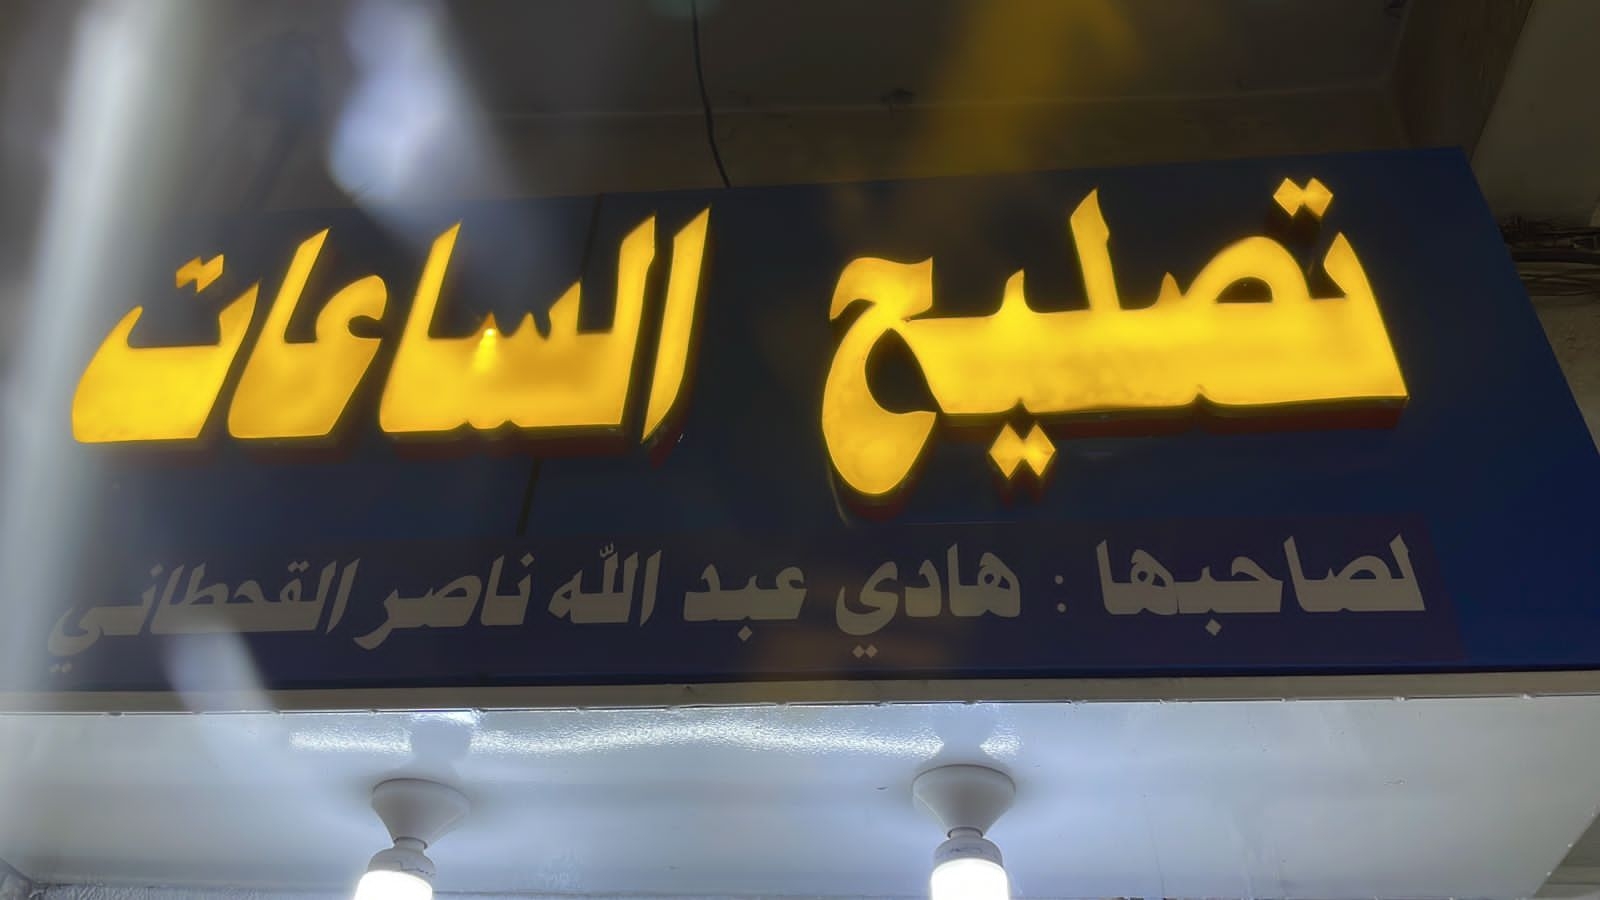 تصليح الساعات
لصاحبها : هادي عبد الله ناصر القحطاني